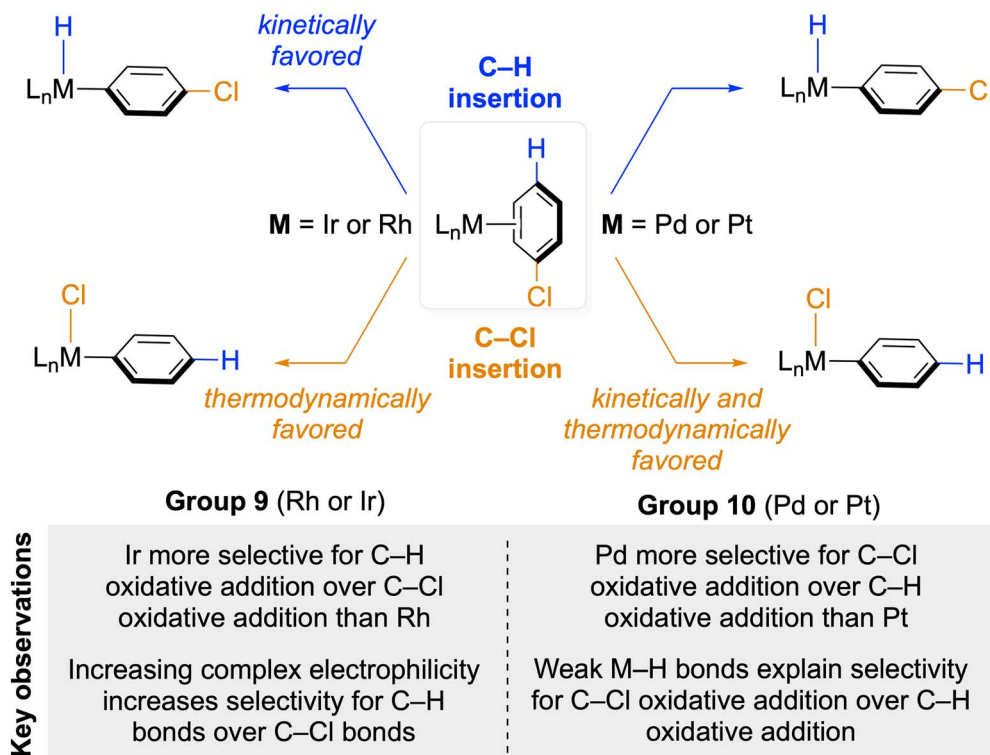 H
kinetically
favored
LnM
Cl
C–H
insertion
H
LnM
C
H
M = Ir or Rh
LnM
M = Pd or Pt
Cl
Cl
LnM
H
C–Cl
insertion
Cl
LnM
H
thermodynamically
favored
kinetically and
thermodynamically
favored
Group 9 (Rh or Ir)
Group 10 (Pd or Pt)
Key observations
Ir more selective for C–H
oxidative addition over C–Cl
oxidative addition than Rh
Increasing complex electrophilicity
increases selectivity for C–H
bonds over C–Cl bonds
Pd more selective for C–Cl
oxidative addition over C–H
oxidative addition than Pt
Weak M–H bonds explain selectivity
for C–Cl oxidative addition over C–H
oxidative addition